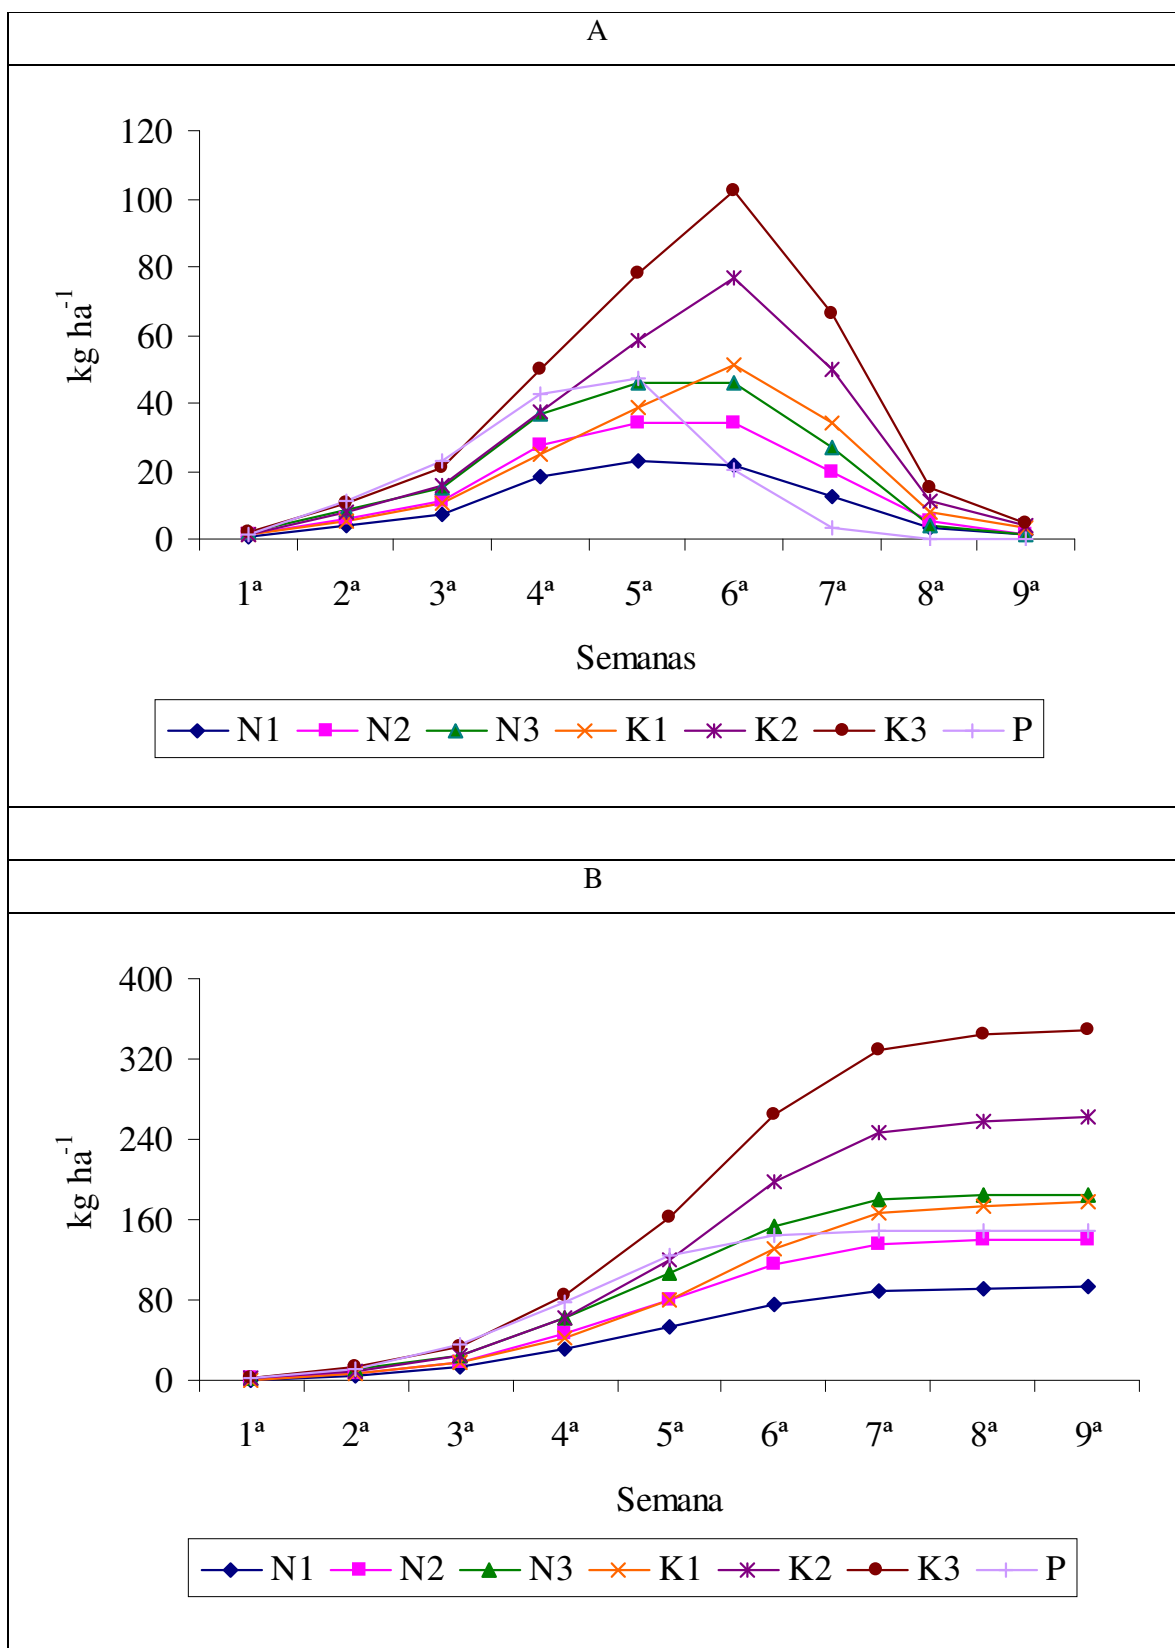 A
120
100
80
60
40
20
0
kg ha⁻¹
1ª 2ª 3ª 4ª 5ª 6ª 7ª 8ª 9ª
Semanas
N1 N2 N3 K1 K2 K3 P
B
400
320
240
160
80
0
kg ha⁻¹
1ª 2ª 3ª 4ª 5ª 6ª 7ª 8ª 9ª
Semana
N1 N2 N3 K1 K2 K3 P